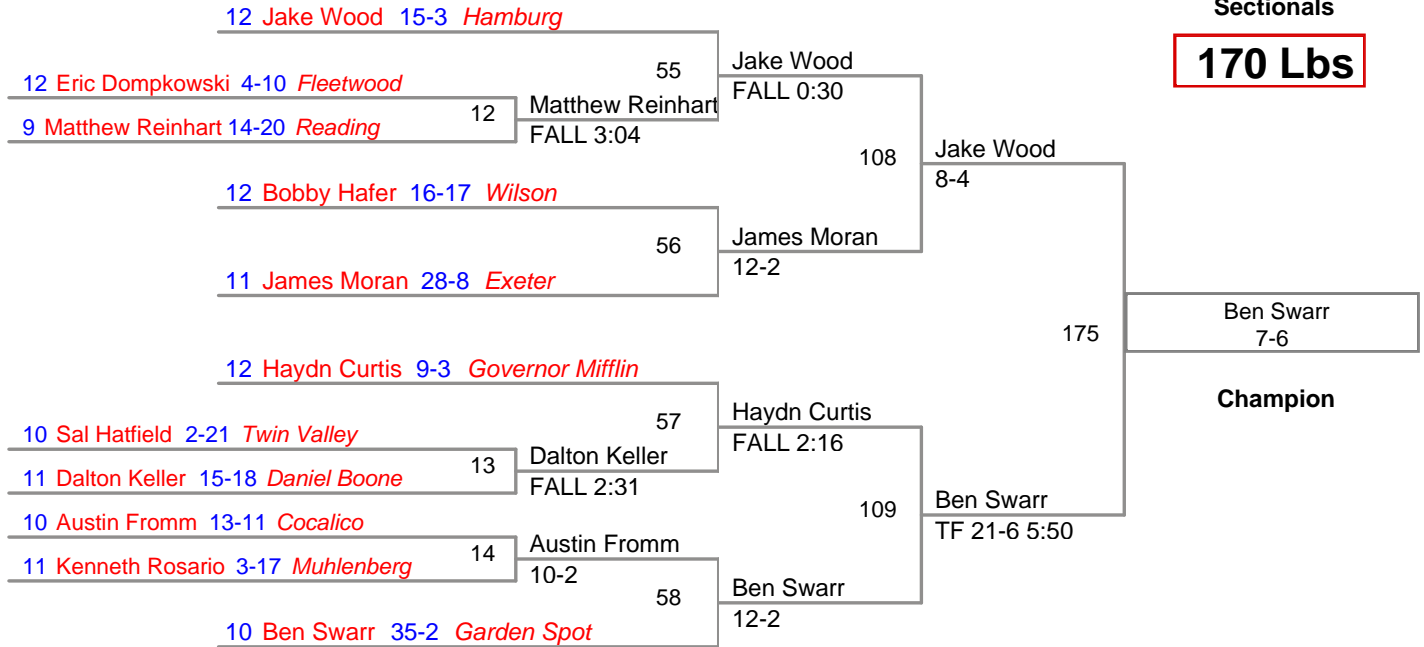 Sectionals
170 Lbs
12 Jake Wood 15-3 Hamburg
12 Eric Dompkowski 4-10 Fleetwood
9 Matthew Reinhart 14-20 Reading
12
Matthew Reinhart
FALL 3:04
55
Jake Wood
FALL 0:30
12 Bobby Hafer 16-17 Wilson
11 James Moran 28-8 Exeter
56
James Moran
12-2
108
Jake Wood
8-4
12 Haydn Curtis 9-3 Governor Mifflin
10 Sal Hatfield 2-21 Twin Valley
11 Dalton Keller 15-18 Daniel Boone
13
Dalton Keller
FALL 2:31
57
Haydn Curtis
FALL 2:16
10 Austin Fromm 13-11 Cocalico
11 Kenneth Rosario 3-17 Muhlenberg
14
Austin Fromm
10-2
10 Ben Swarr 35-2 Garden Spot
58
Ben Swarr
12-2
109
Ben Swarr
TF 21-6 5:50
175
Ben Swarr
7-6
Champion